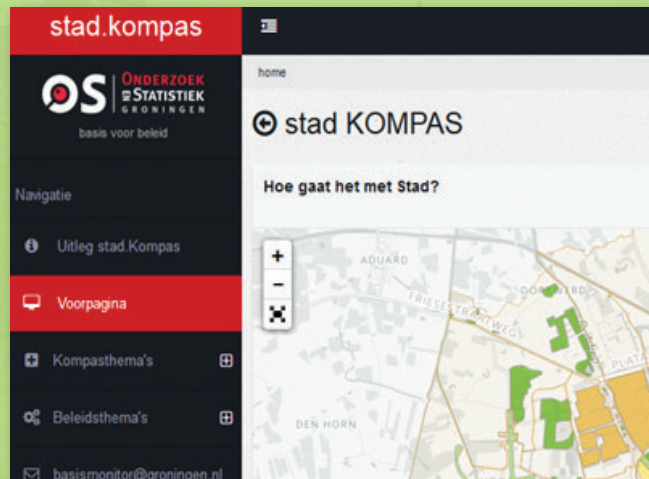 stad.kompas
OS ONDERZOEK
EN STATISTIEK
GRONINGEN
basis voor beleid
Navigatie
Uitleg stad.Kompas
Voorpagina
Kompasthema's
Beleidsthema's
basismonitor@groningen.nl
home
stad KOMPAS
Hoe gaat het met Stad?
+
−
ADUARD
FRIESESTRAATWEG
DEN HORN